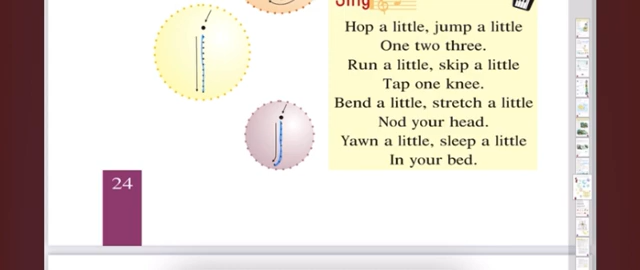 Sing
Hop a little, jump a little
One two three.
Run a little, skip a little
Tap one knee.
Bend a little, stretch a little
Nod your head.
Yawn a little, sleep a little
In your bed.
i
j
24